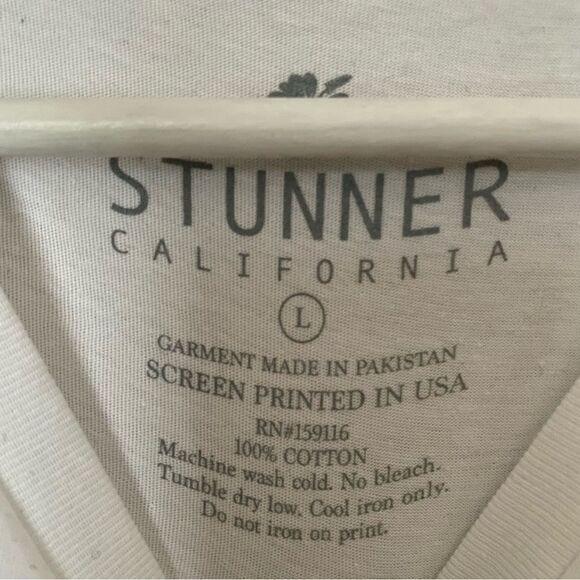 STUNNER
CALIFORNIA
L
GARMENT MADE IN PAKISTAN
SCREEN PRINTED IN USA
RN#159116
100% COTTON
Machine wash cold. No bleach.
Tumble dry low. Cool iron only.
Do not iron on print.